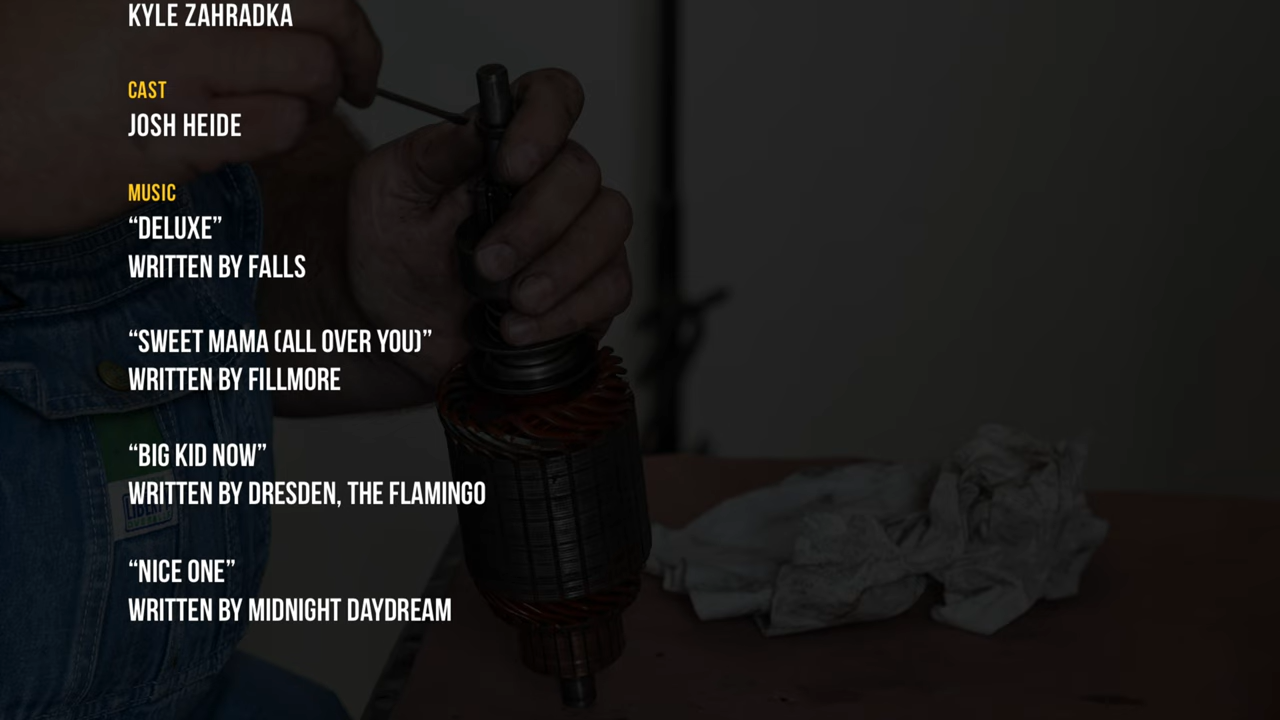 KYLE ZAHRADKA
CAST
JOSH HEIDE
MUSIC
“DELUXE”
WRITTEN BY FALLS
“SWEET MAMA (ALL OVER YOU)”
WRITTEN BY FILLMORE
“BIG KID NOW”
WRITTEN BY DRESDEN, THE FLAMINGO
“NICE ONE”
WRITTEN BY MIDNIGHT DAYDREAM
LIBERTY